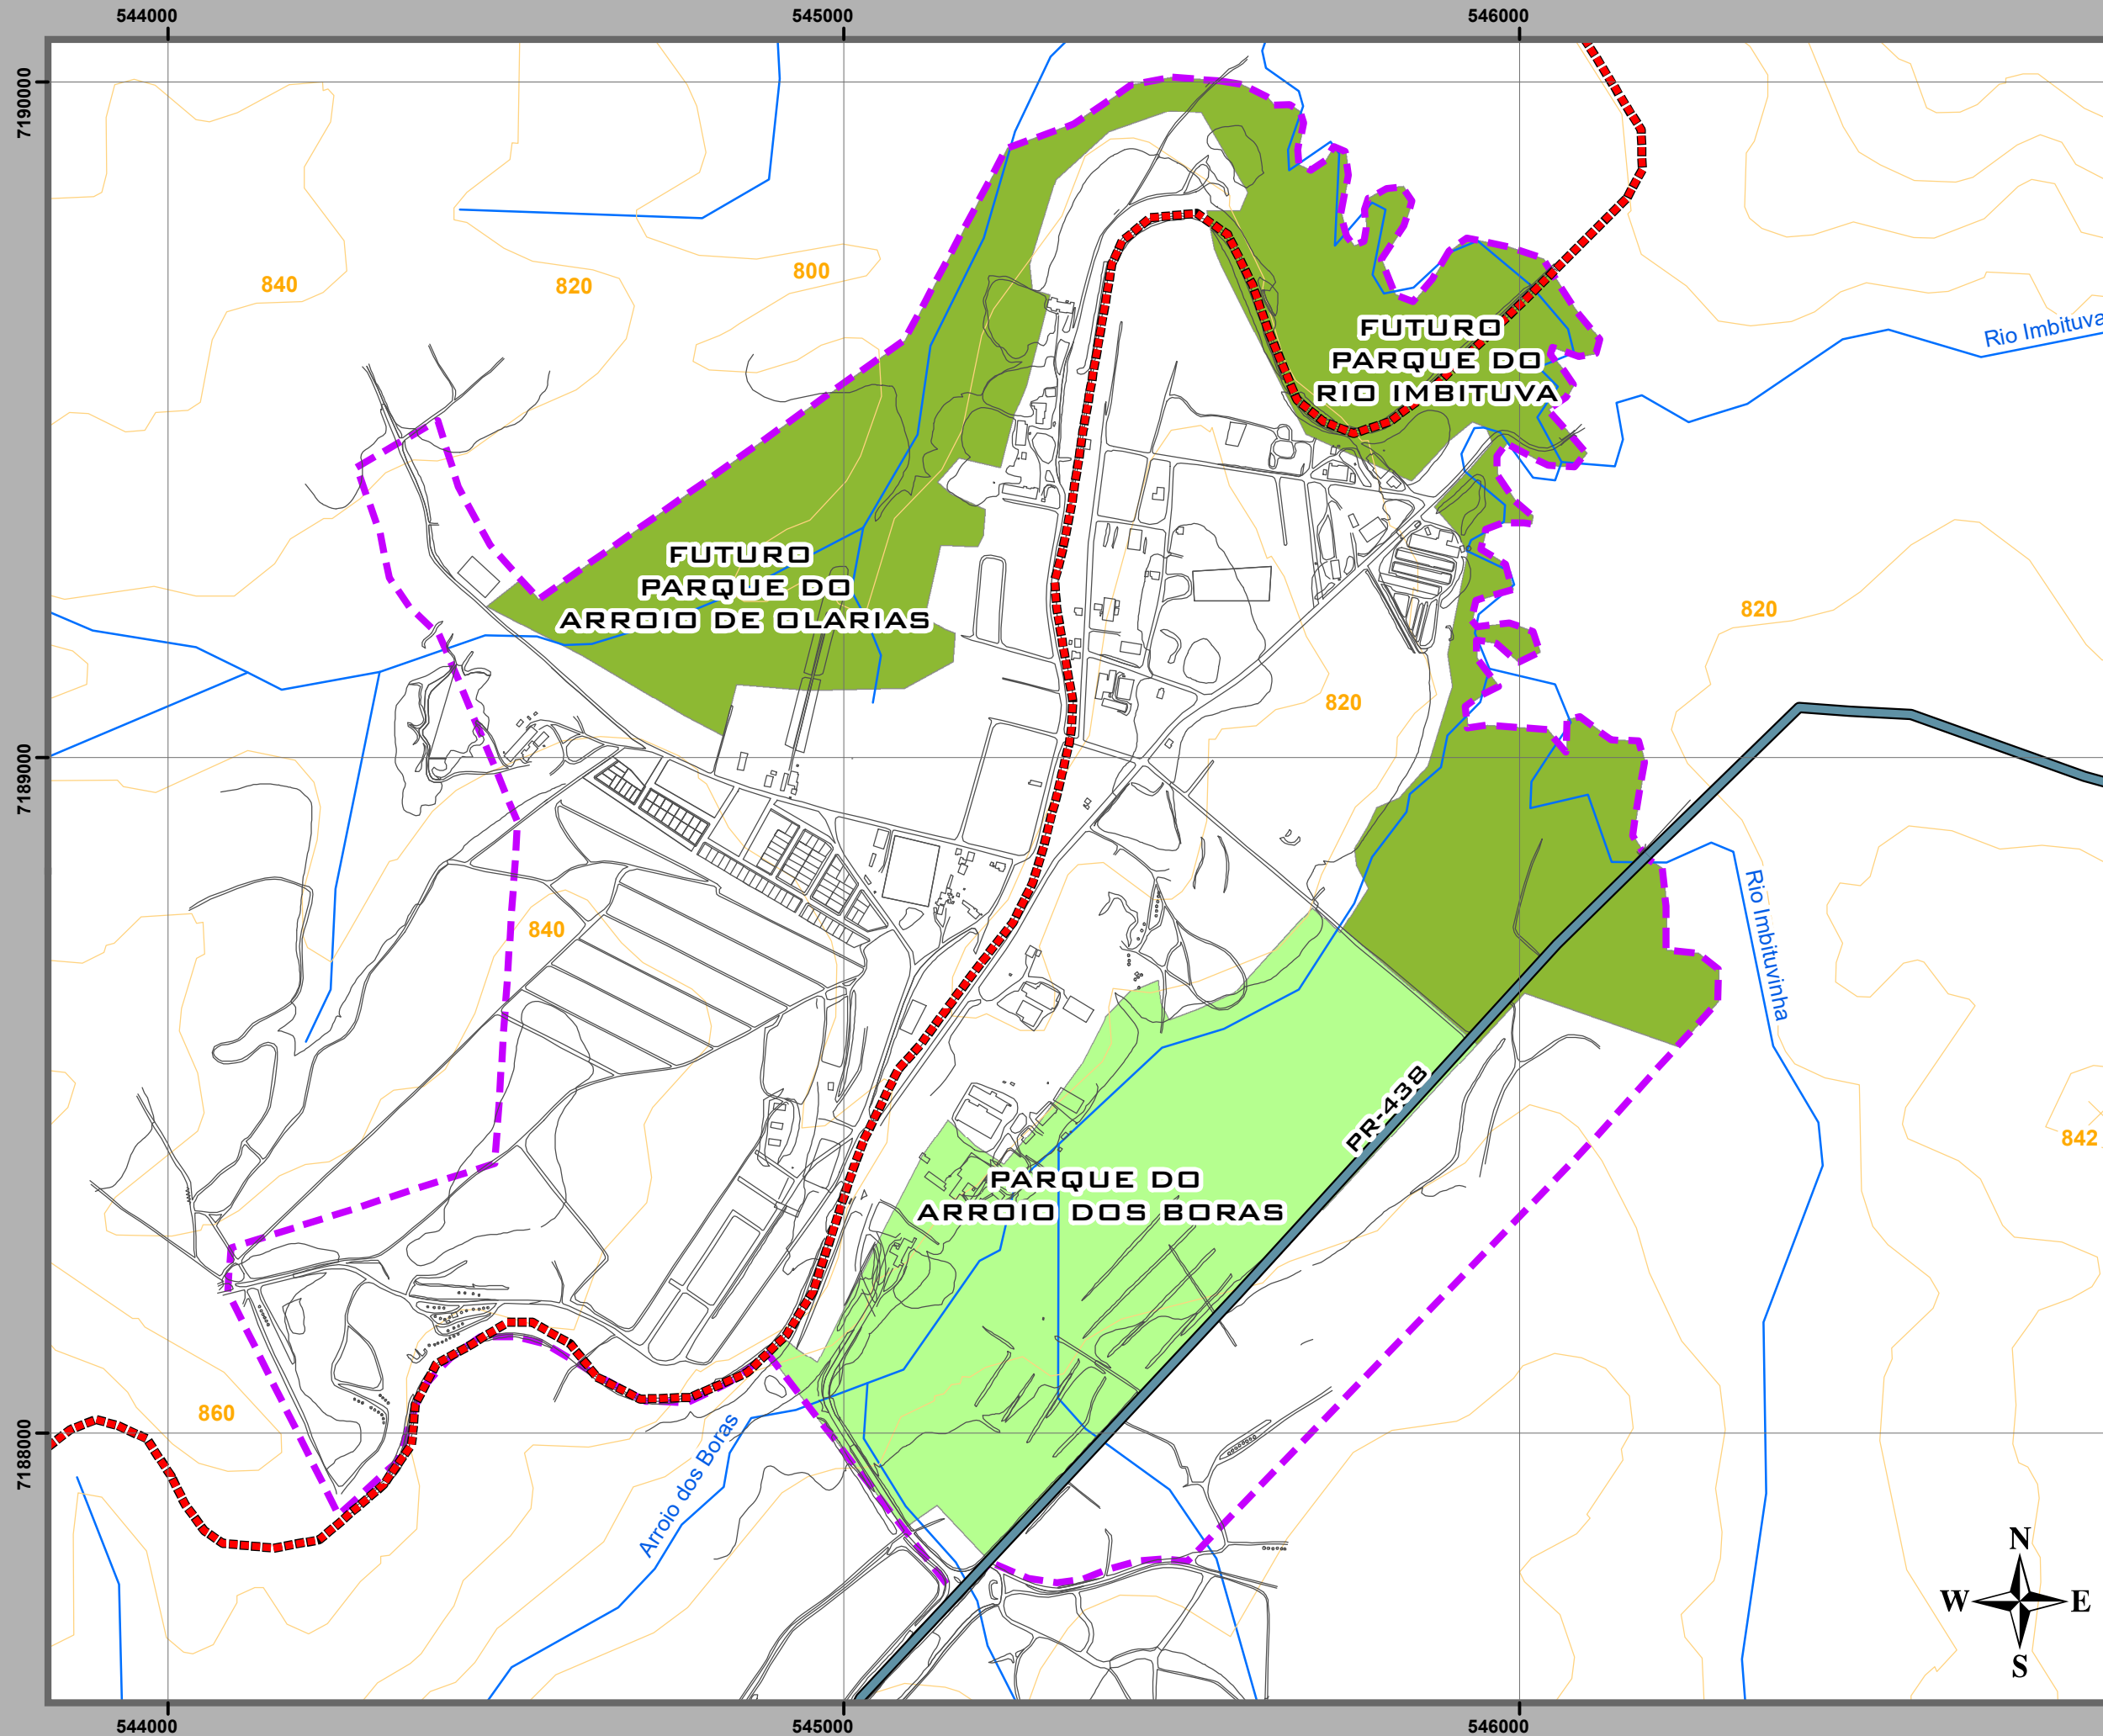 544000
545000
546000
7190000
840
820
800
Rio Imbituva
FUTURO
PARQUE DO
RIO IMBITUVA
FUTURO
PARQUE DO
ARROIO DE OLARIAS
820
820
7189000
840
Rio Imbituvinha
PR-438
842
PARQUE DO
ARROIO DOS BORAS
860
7188000
Arroio dos Boras
N
W
E
S
544000
545000
546000